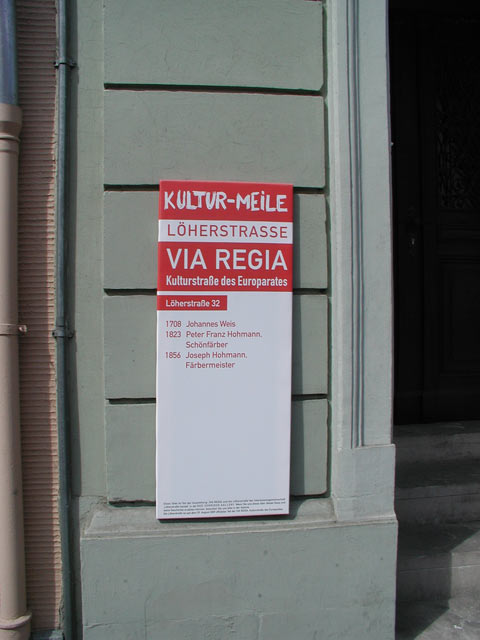 KULTUR-MEILE
LÖHERSTRASSE
VIA REGIA
Kulturstraße des Europarates
Löherstraße 32
1708 Johannes Weis
1823 Peter Franz Hohmann,
Schönfärber
1856 Joseph Hohmann,
Färbermeister